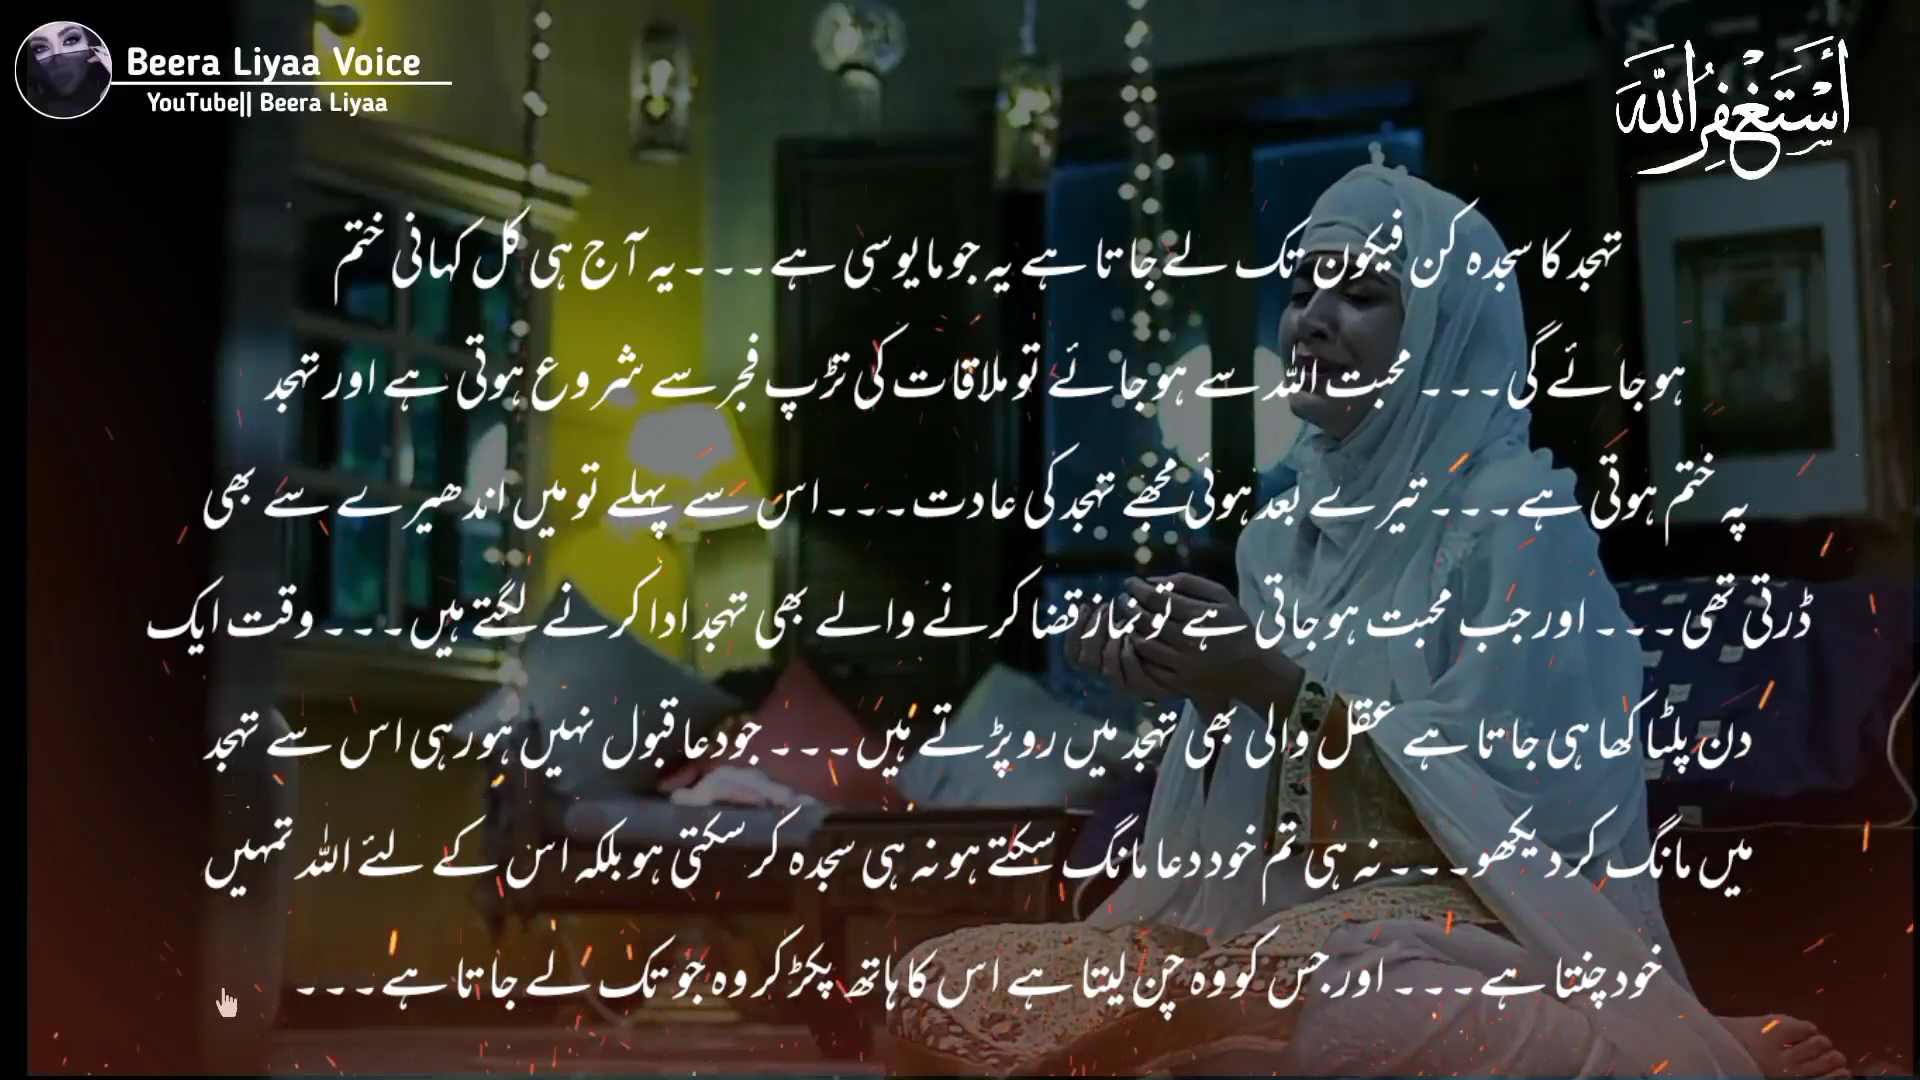 Beera Liyaa Voice
YouTube|| Beera Liyaa
أَسْتَغْفِرُ اللّٰه
تہجد کا سجدہ کن فیکون تک لے جاتا ہے یہ جو مایوسی ہے۔۔۔ یہ آج ہی کل کہانی ختم
ہو جائے گی۔۔۔ محبت اللہ سے ہو جائے تو ملاقات کی تڑپ فجر سے شروع ہوتی ہے اور تہجد
پہ ختم ہوتی ہے۔۔۔ تیرے بعد ہوئی مجھے تہجد کی عادت۔۔۔ اس سے پہلے تو میں اندھیرے سے بھی
ڈرتی تھی۔۔۔ اور جب محبت ہو جاتی ہے تو نماز قضا کرنے والے بھی تہجد ادا کرنے لگتے ہیں۔۔۔ وقت ایک
دن پلٹا کھا ہی جاتا ہے عقل والی بھی تہجد میں رو پڑتے ہیں۔۔۔ جو دعا قبول نہیں ہو رہی اس سے تہجد
میں مانگ کر دیکھو۔۔۔ نہ ہی تم خود دعا مانگ سکتے ہو نہ ہی سجدہ کر سکتی ہو بلکہ اس کے لئے اللہ تمہیں
خود چنتا ہے۔۔۔ اور جس کو وہ چن لیتا ہے اس کا ہاتھ پکڑ کر وہ جو تک لے جاتا ہے۔۔۔